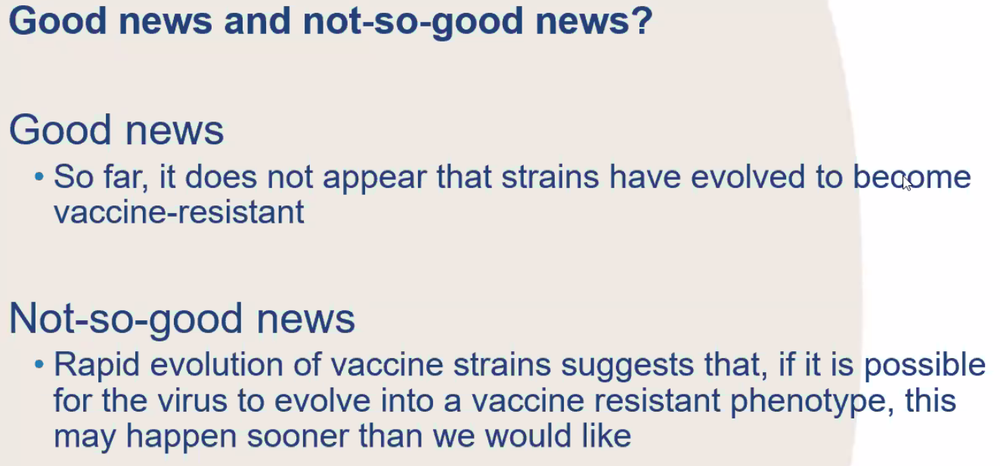 Good news and not-so-good news?
Good news
• So far, it does not appear that strains have evolved to become
vaccine-resistant
Not-so-good news
• Rapid evolution of vaccine strains suggests that, if it is possible
for the virus to evolve into a vaccine resistant phenotype, this
may happen sooner than we would like